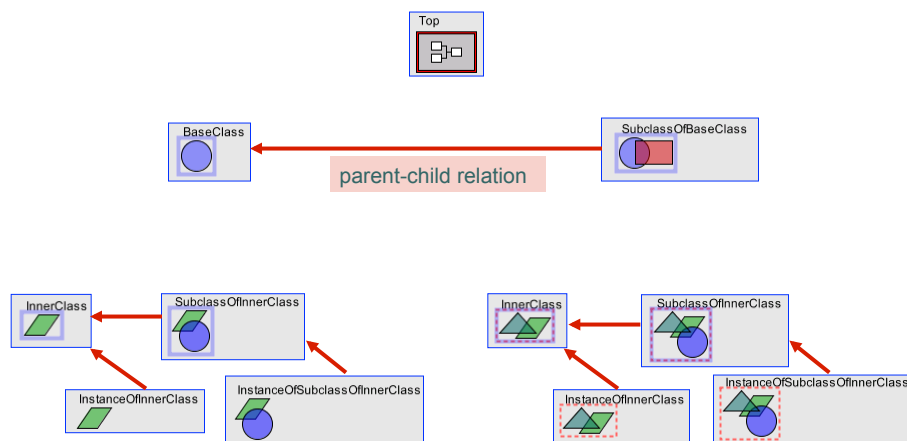 Top
BaseClass
SubclassOfBaseClass
parent-child relation
InnerClass
SubclassOfInnerClass
InstanceOfInnerClass
InstanceOfSubclassOfInnerClass
InnerClass
SubclassOfInnerClass
InstanceOfInnerClass
InstanceOfSubclassOfInnerClass